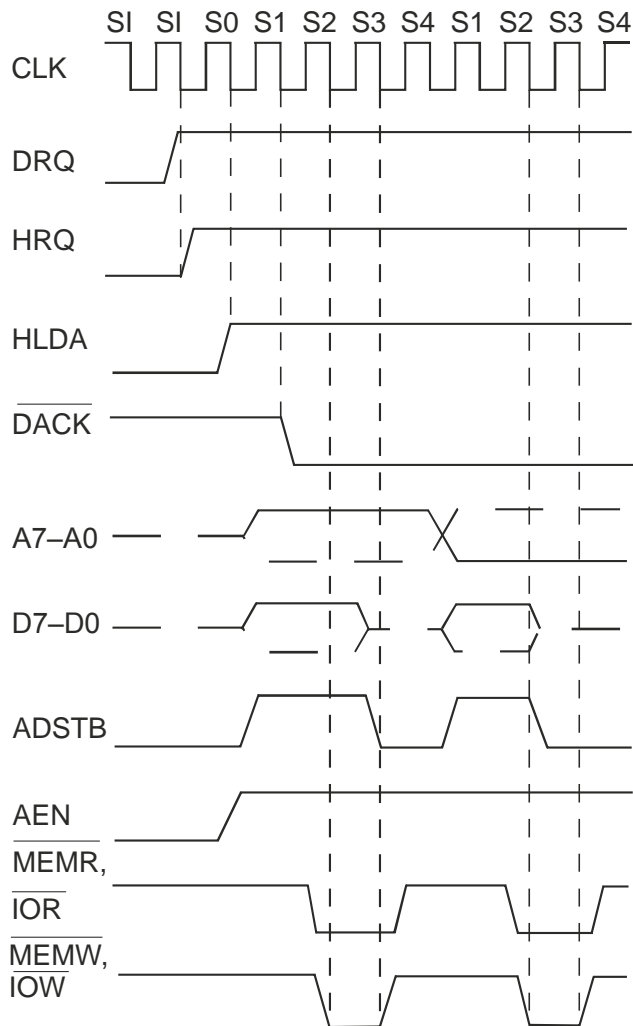 SI SI S0 S1 S2 S3 S4 S1 S2 S3 S4
CLK
DRQ
HRQ
HLDA
DACK
A7–A0
D7–D0
ADSTB
AEN
MEMR,
IOR
MEMW,
IOW